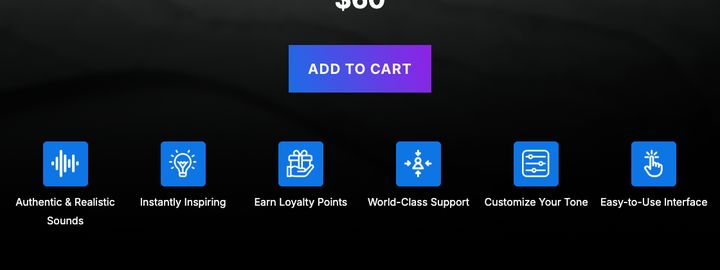 $60
ADD TO CART
Authentic & Realistic
Sounds
Instantly Inspiring
Earn Loyalty Points
World-Class Support
Customize Your Tone
Easy-to-Use Interface